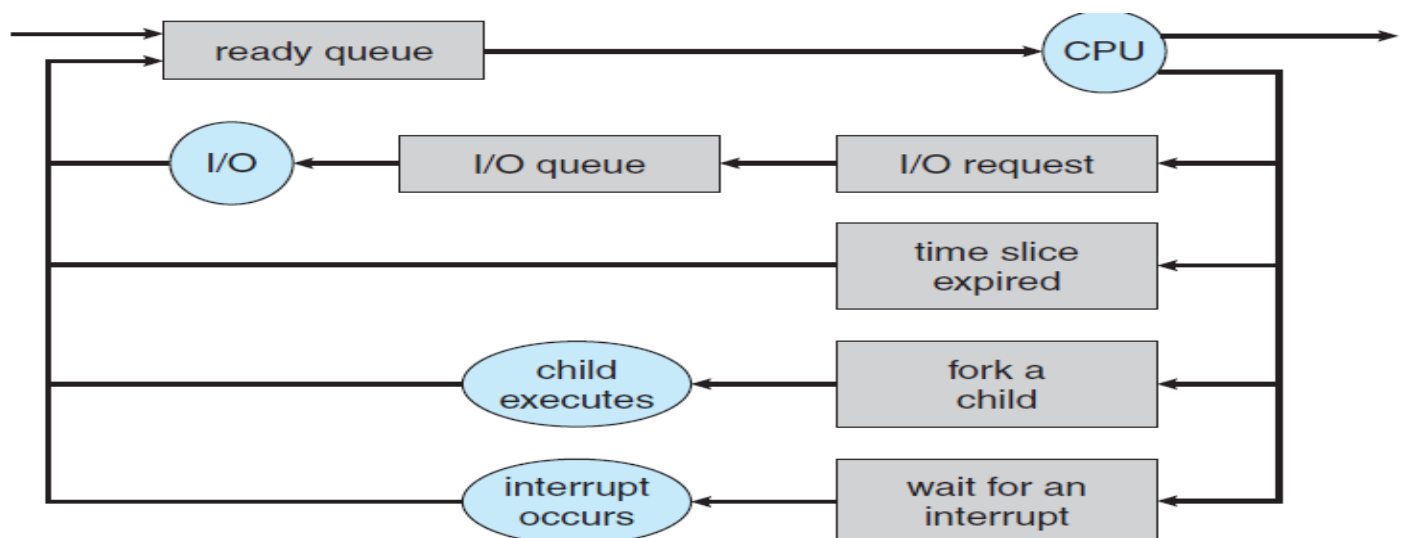 ready queue
CPU
I/O
I/O queue
I/O request
time slice
expired
child
executes
fork a
child
interrupt
occurs
wait for an
interrupt